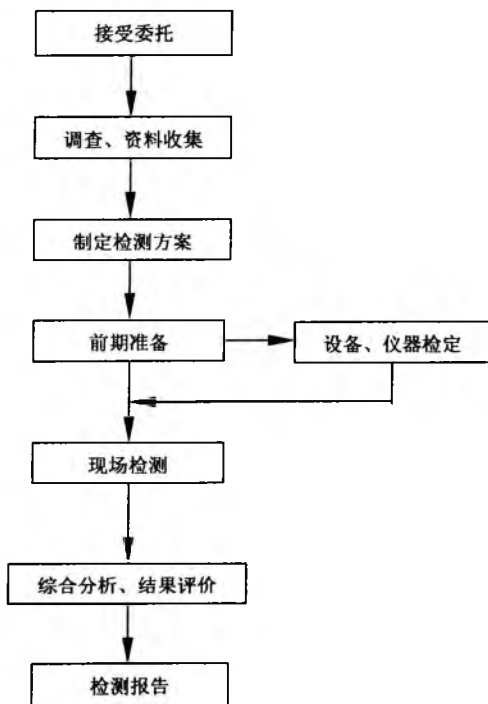 接受委托
调查、资料收集
制定检测方案
前期准备
设备、仪器检定
现场检测
综合分析、结果评价
检测报告